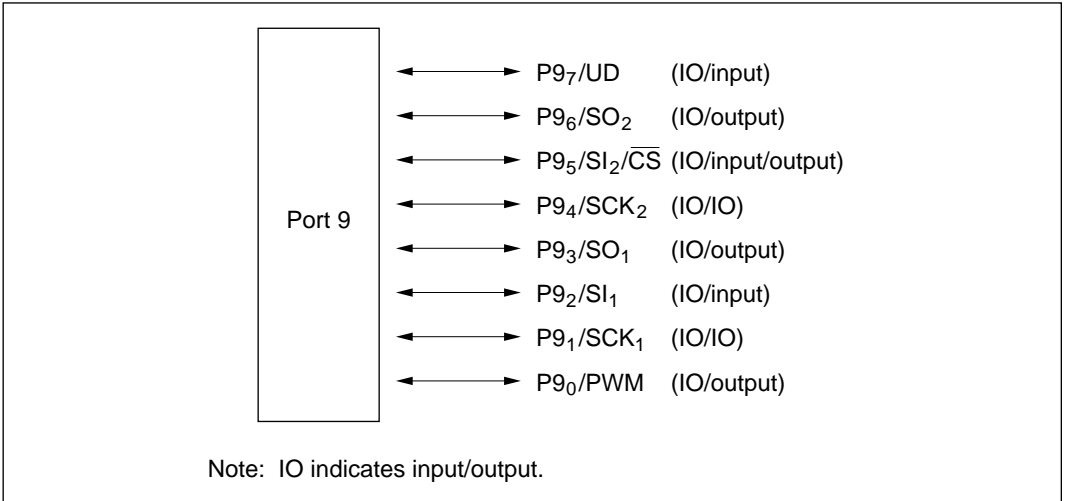 P9₇/UD (IO/input)
P9₆/SO₂ (IO/output)
P9₅/SI₂/C̅S̅ (IO/input/output)
Port 9
P9₄/SCK₂ (IO/IO)
P9₃/SO₁ (IO/output)
P9₂/SI₁ (IO/input)
P9₁/SCK₁ (IO/IO)
P9₀/PWM (IO/output)
Note: IO indicates input/output.